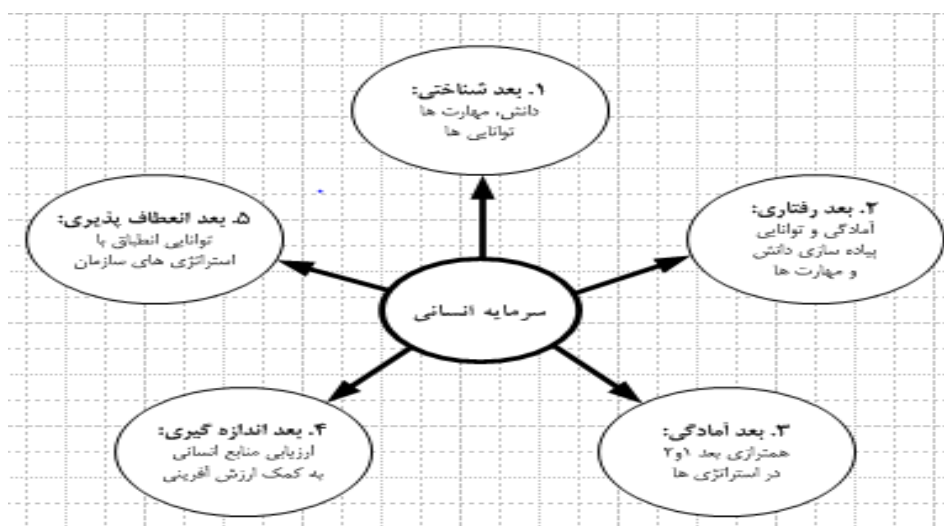 ۱. بعد شناختی:
دانش، مهارت ها
توانایی ها
۲. بعد رفتاری:
آمادگی و توانایی
پیاده سازی دانش
و مهارت ها
۳. بعد آمادگی:
همترازی بعد ۱و۲
در استراتژی ها
۴. بعد اندازه گیری:
ارزیابی منابع انسانی
به کمک ارزش آفرینی
۵. بعد انعطاف پذیری:
توانایی انطباق با
استراتژی های سازمان
سرمایه انسانی